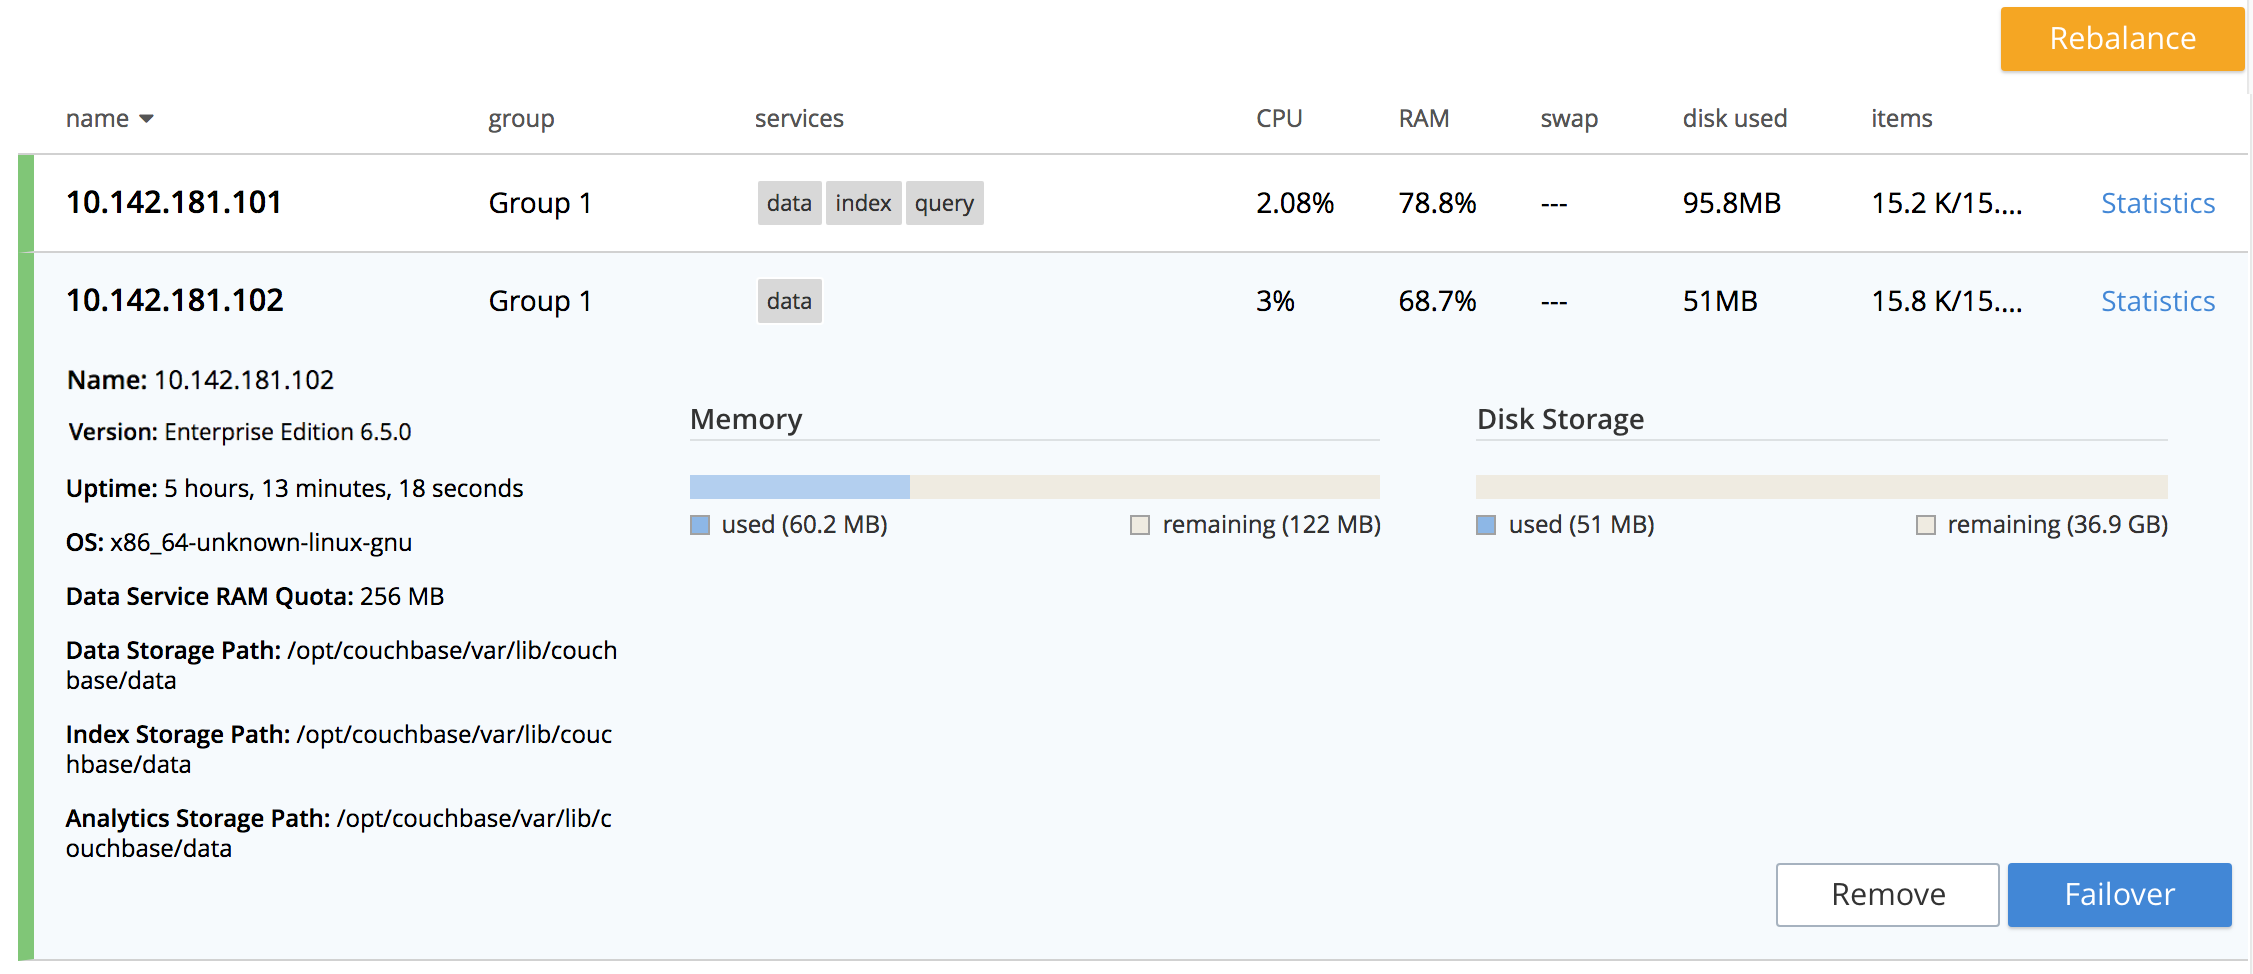 Rebalance
name group services CPU RAM swap disk used items
10.142.181.101 Group 1 data index query 2.08% 78.8% --- 95.8MB 15.2 K/15.... Statistics
10.142.181.102 Group 1 data 3% 68.7% --- 51MB 15.8 K/15.... Statistics
Name: 10.142.181.102
Version: Enterprise Edition 6.5.0
Uptime: 5 hours, 13 minutes, 18 seconds
OS: x86_64-unknown-linux-gnu
Data Service RAM Quota: 256 MB
Data Storage Path: /opt/couchbase/var/lib/couch
base/data
Index Storage Path: /opt/couchbase/var/lib/couc
hbase/data
Analytics Storage Path: /opt/couchbase/var/lib/c
ouchbase/data
Memory
used (60.2 MB) remaining (122 MB)
Disk Storage
used (51 MB) remaining (36.9 GB)
Remove Failover